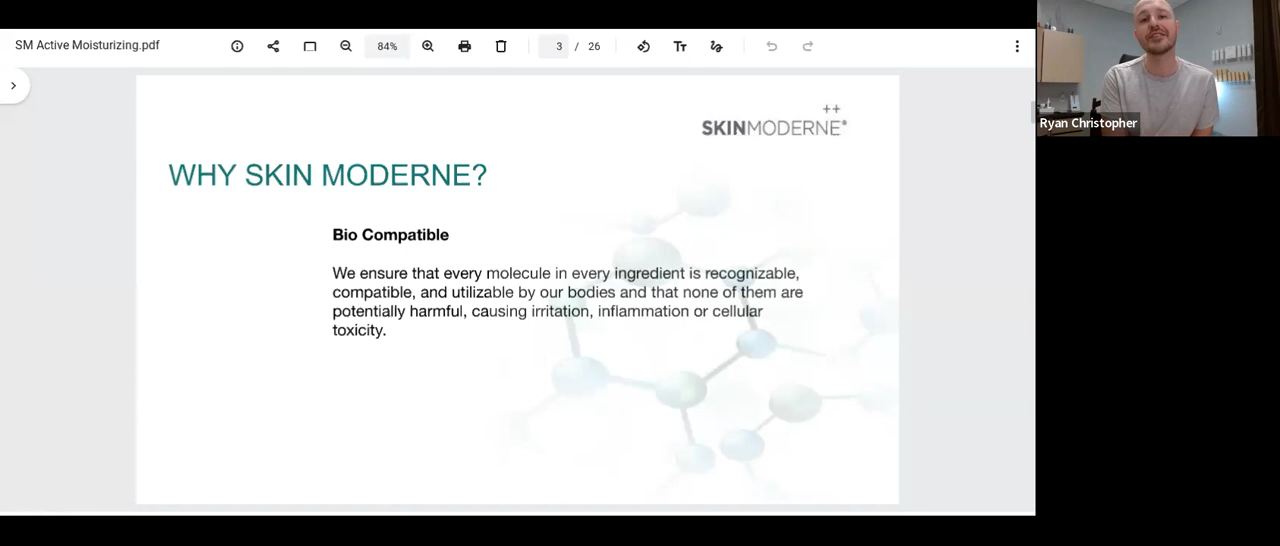 SM Active Moisturizing.pdf
84%
3 / 26
Ryan Christopher
++
SKINMODERNE®
WHY SKIN MODERNE?
Bio Compatible
We ensure that every molecule in every ingredient is recognizable,
compatible, and utilizable by our bodies and that none of them are
potentially harmful, causing irritation, inflammation or cellular
toxicity.